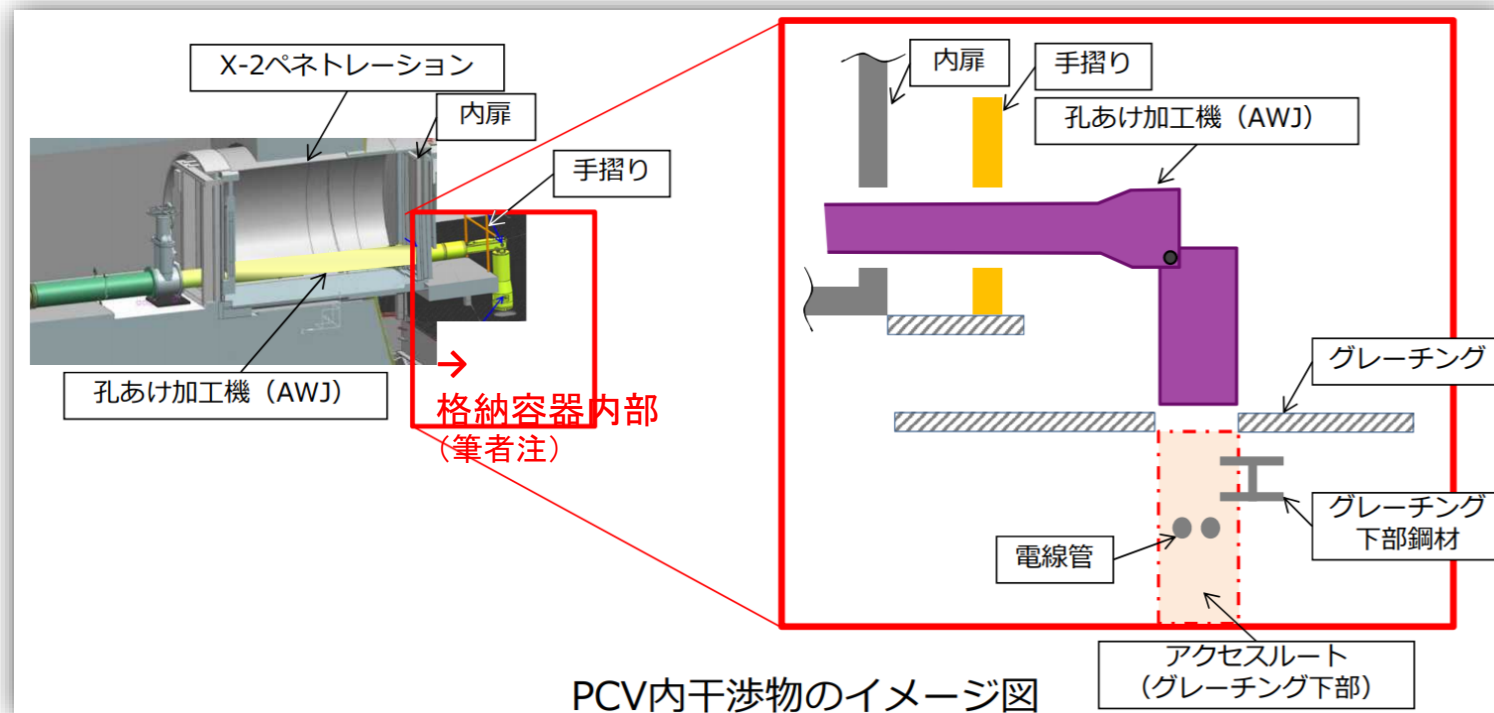 X-2ペネトレーション
内扉
手摺り
孔あけ加工機（AWJ）
→
格納容器内部
（筆者注）
内扉
手摺り
孔あけ加工機（AWJ）
グレーチング
グレーチング
下部鋼材
電線管
アクセスルート
（グレーチング下部）
PCV内干渉物のイメージ図